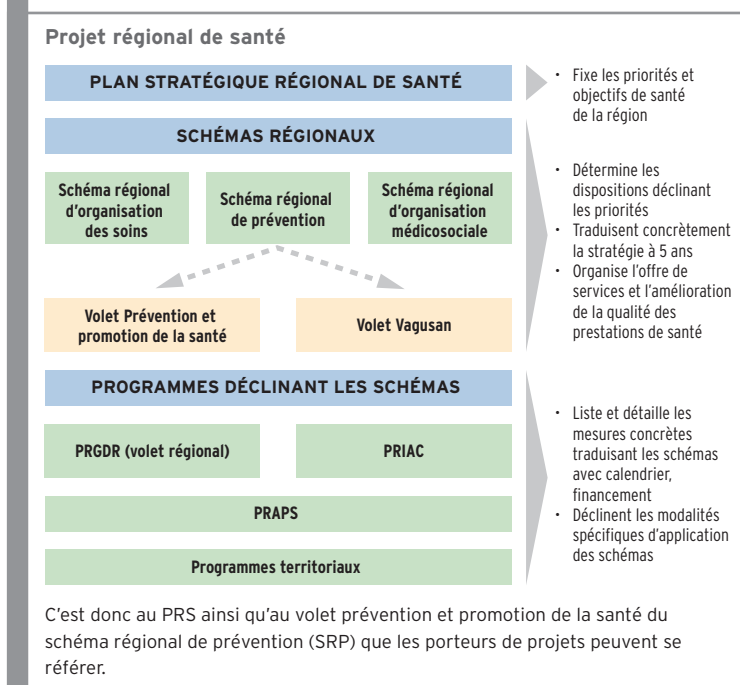 Projet régional de santé
PLAN STRATÉGIQUE RÉGIONAL DE SANTÉ
• Fixe les priorités et
objectifs de santé
de la région
SCHÉMAS RÉGIONAUX
Schéma régional
d'organisation
des soins
Schéma régional
de prévention
Schéma régional
d'organisation
médicosociale
Volet Prévention et
promotion de la santé
Volet Vagusan
• Détermine les
dispositions déclinant
les priorités
• Traduisent concrètement
la stratégie à 5 ans
• Organise l'offre de
services et l'amélioration
de la qualité des
prestations de santé
PROGRAMMES DÉCLINANT LES SCHÉMAS
PRGDR (volet régional)
PRIAC
PRAPS
Programmes territoriaux
• Liste et détaille les
mesures concrètes
traduisant les schémas
avec calendrier,
financement
• Déclinent les modalités
spécifiques d'application
des schémas
C'est donc au PRS ainsi qu'au volet prévention et promotion de la santé du
schéma régional de prévention (SRP) que les porteurs de projets peuvent se
référer.